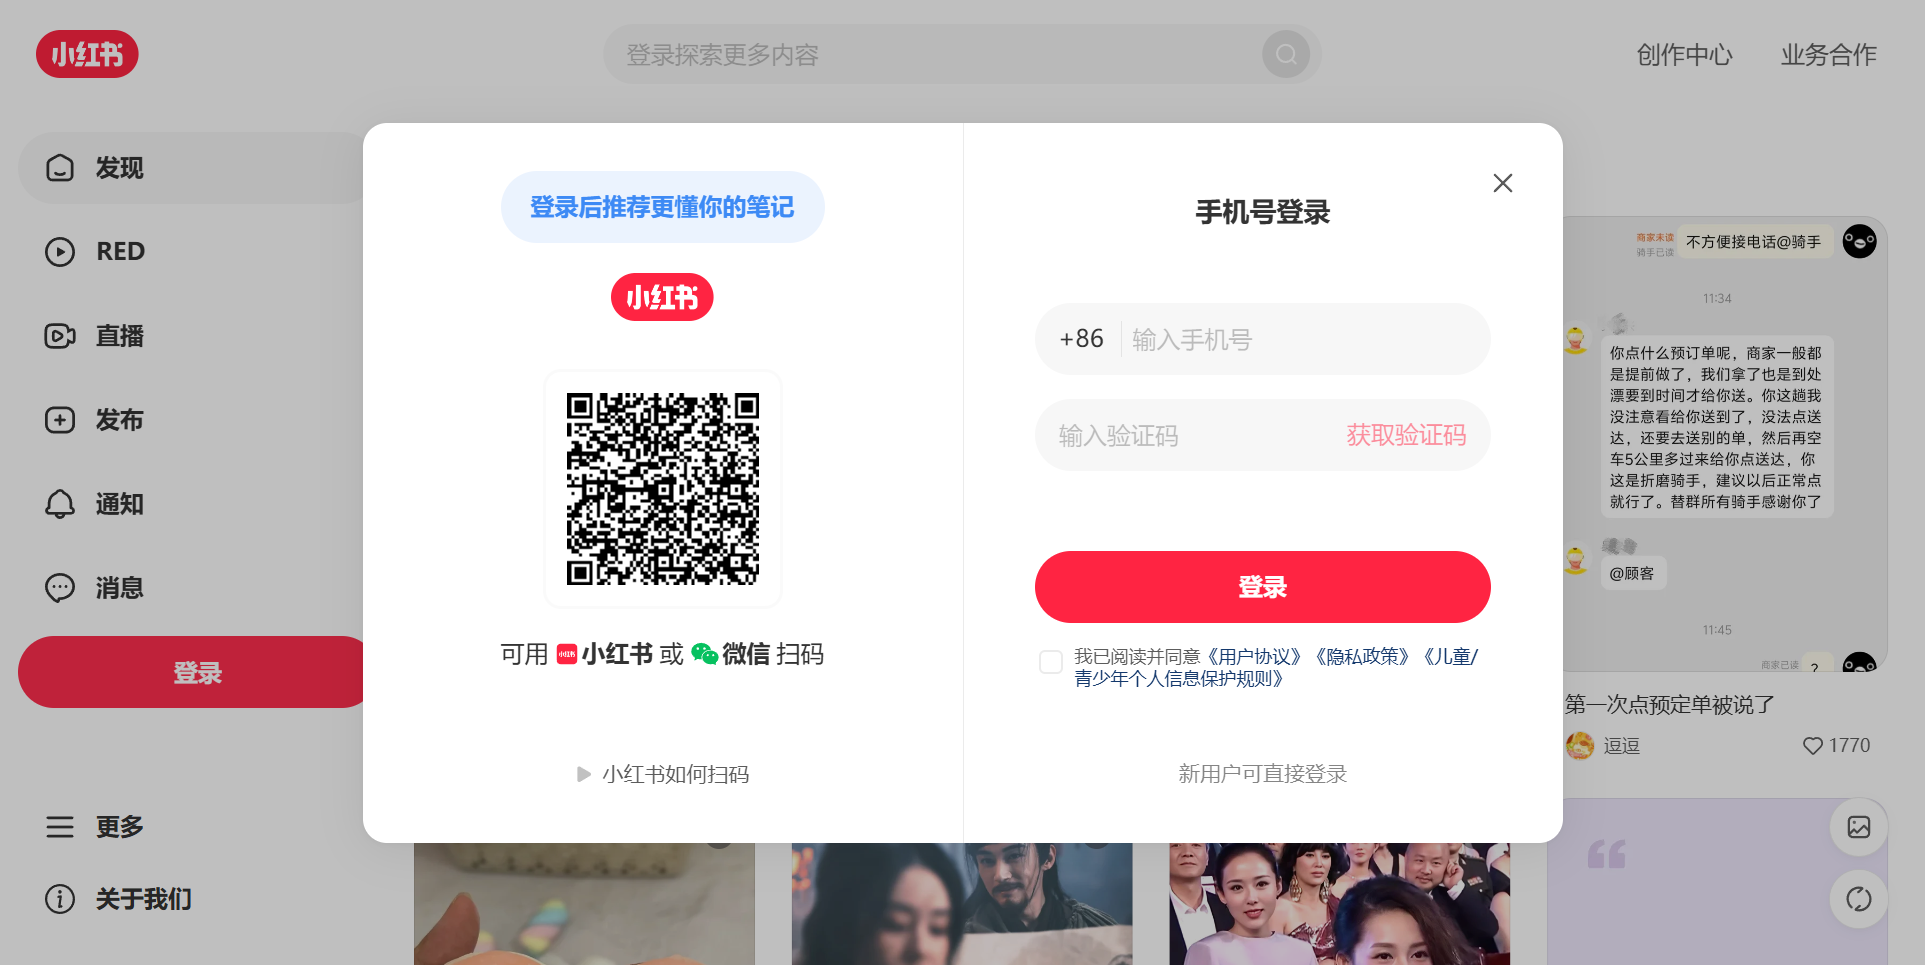 小红书
登录探索更多内容
创作中心
业务合作
发现
RED
直播
发布
通知
消息
登录
更多
关于我们
登录后推荐更懂你的笔记
小红书
可用 小红书 或 微信 扫码
小红书如何扫码
手机号登录
+86 输入手机号
输入验证码 获取验证码
登录
我已阅读并同意《用户协议》《隐私政策》《儿童/
青少年个人信息保护规则》
新用户可直接登录
商家未读
骑手已读
不方便接电话@骑手
11:34
你点什么预订单呢，商家一般都
是提前做了，我们拿了也是到处
漂要到时间才给你送。你这趟我
没注意看给你送到了，没法点送
达，还要去送别的单，然后再空
车5公里多过来给你点送达，你
这是折磨骑手，建议以后正常点
就行了。替群所有骑手感谢你了
@顾客
11:45
商家已读
?
第一次点预定单被说了
逗逗
1770